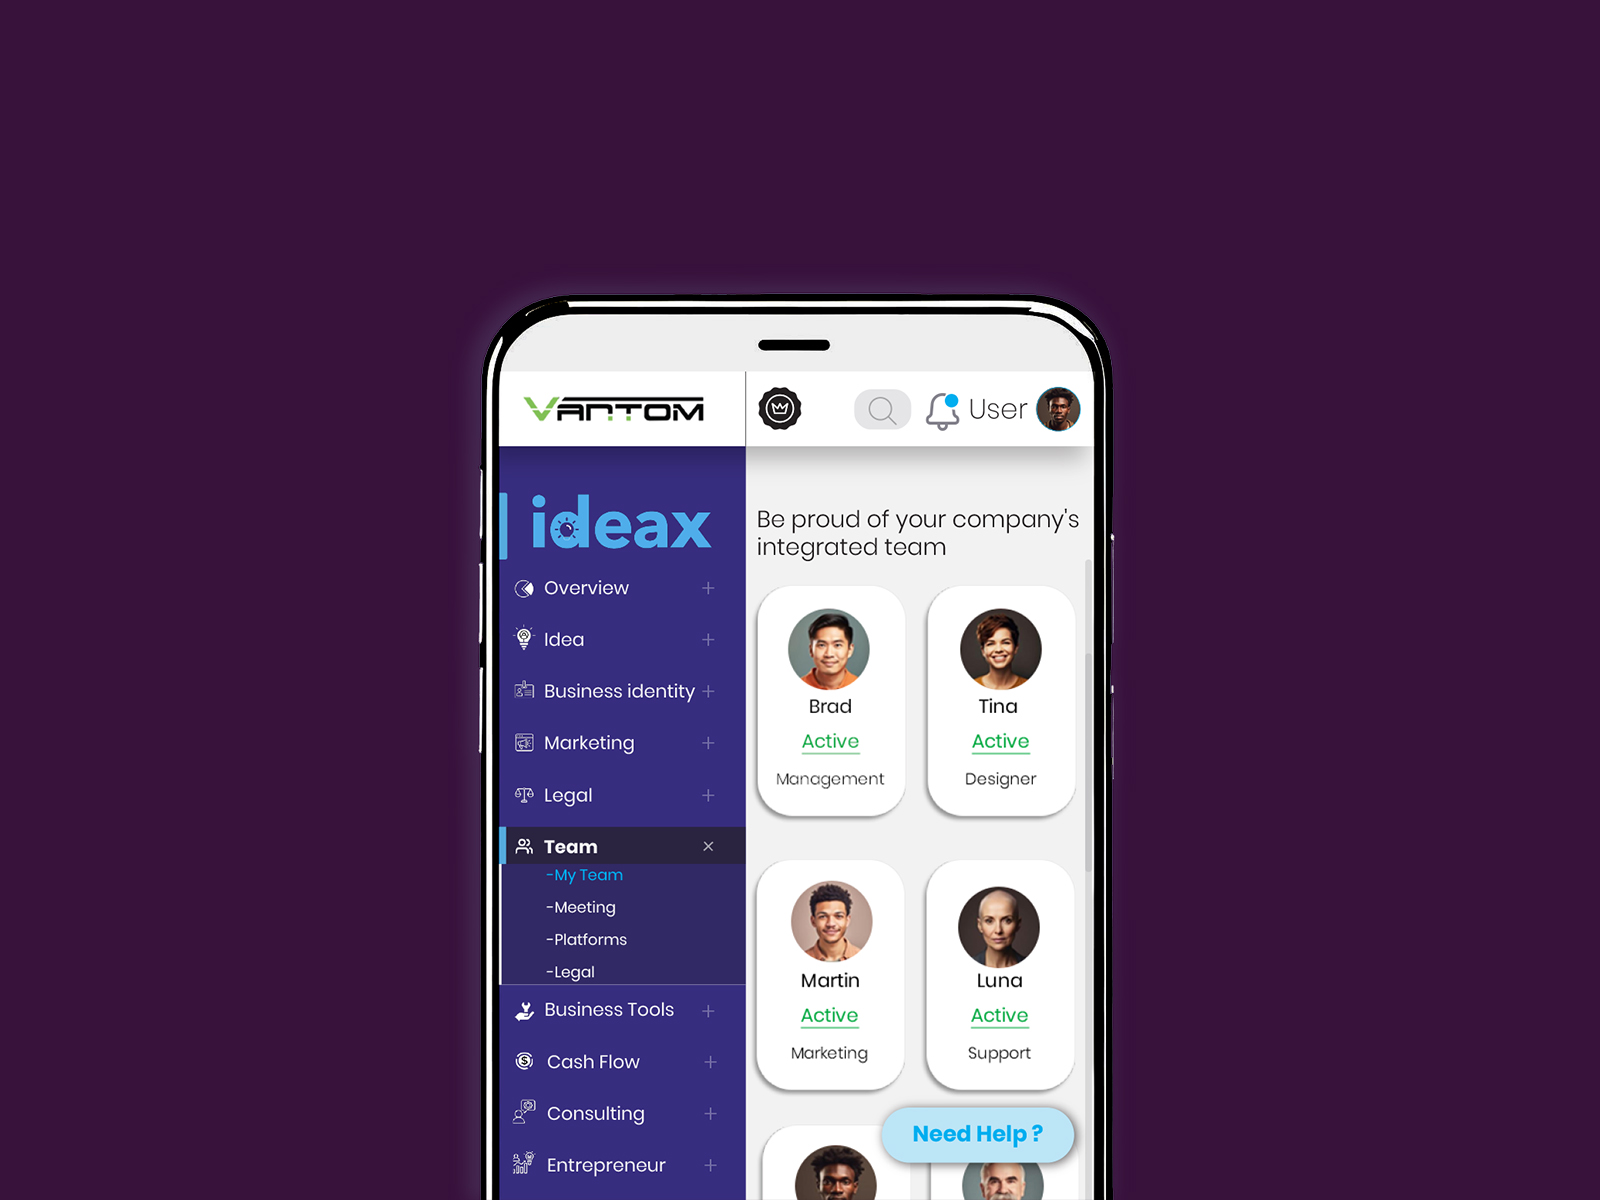 VANTOM
User
ideax
Overview
Idea
Business identity
Marketing
Legal
Team
-My Team
-Meeting
-Platforms
-Legal
Business Tools
Cash Flow
Consulting
Entrepreneur
Be proud of your company's
integrated team
Brad
Active
Management
Tina
Active
Designer
Martin
Active
Marketing
Luna
Active
Support
Need Help ?